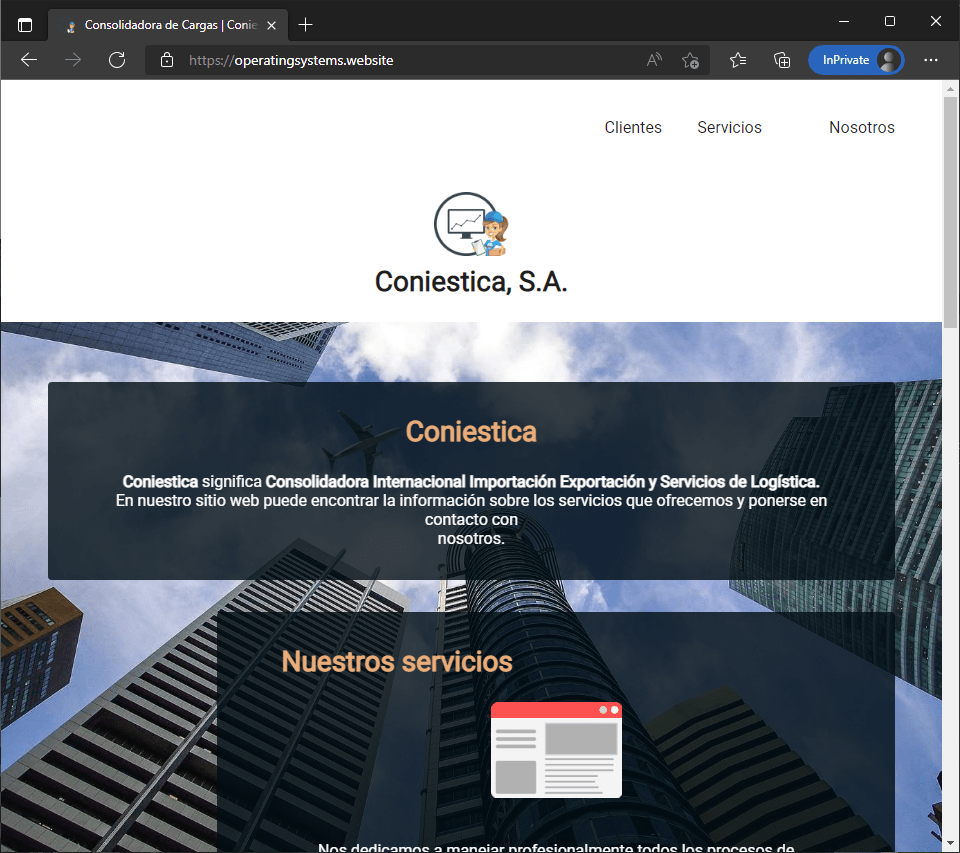 Consolidadora de Cargas | Conie
https://operatingsystems.website
InPrivate
Clientes Servicios Nosotros
Coniestica, S.A.
Coniestica
Coniestica significa Consolidadora Internacional Importación Exportación y Servicios de Logística.
En nuestro sitio web puede encontrar la información sobre los servicios que ofrecemos y ponerse en
contacto con
nosotros.
Nuestros servicios
Nos dedicamos a manejar profesionalmente todos los procesos de